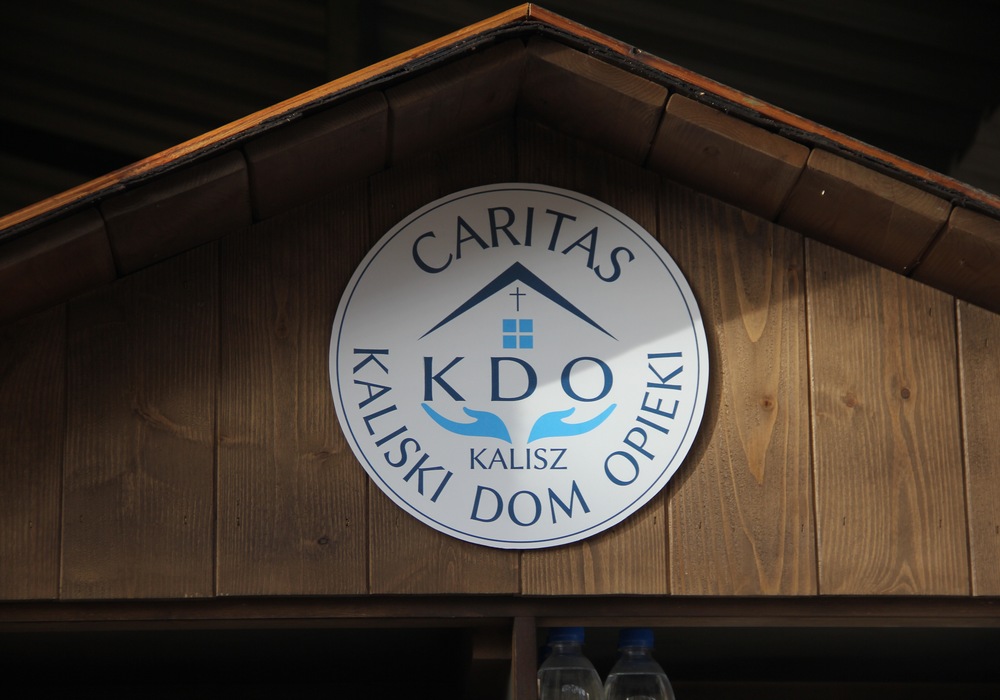 CARITAS
KDO
KALISZ
KALISKI DOM OPIEKI